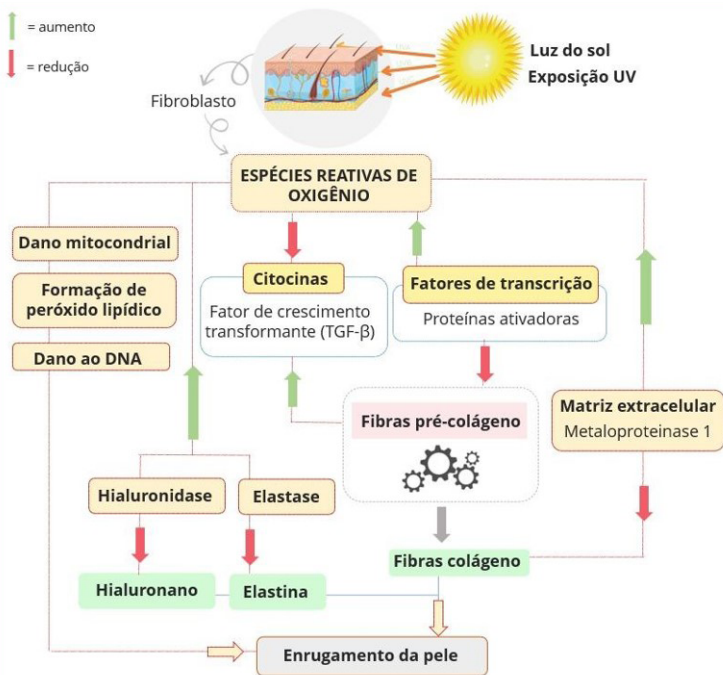 = aumento
= redução
Luz do sol
Exposição UV
Fibroblasto
ESPÉCIES REATIVAS DE
OXIGÊNIO
Dano mitocondrial
Formação de
peróxido lipídico
Dano ao DNA
Citocinas
Fator de crescimento
transformante (TGF-β)
Fatores de transcrição
Proteínas ativadoras
Fibras pré-colágeno
Matriz extracelular
Metaloproteinase 1
Hialuronidase
Elastase
Fibras colágeno
Hialuronano
Elastina
Enrugamento da pele